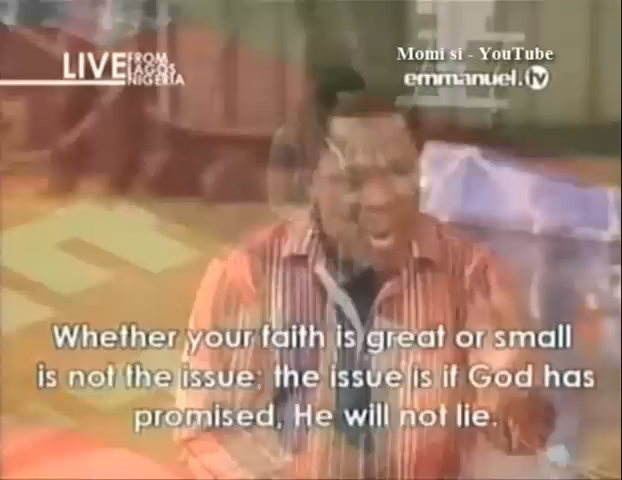 LIVE FROM LAGOS NIGERIA
Momi si - YouTube
emmanuel.tv
Whether your faith is great or small
is not the issue; the issue is if God has
promised, He will not lie.